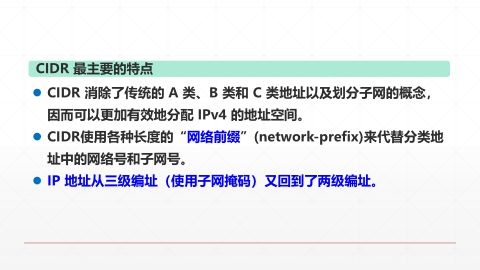 CIDR 最主要的特点
CIDR 消除了传统的 A 类、B 类和 C 类地址以及划分子网的概念，
因而可以更加有效地分配 IPv4 的地址空间。
CIDR使用各种长度的“网络前缀”(network-prefix)来代替分类地
址中的网络号和子网号。
IP 地址从三级编址（使用子网掩码）又回到了两级编址。